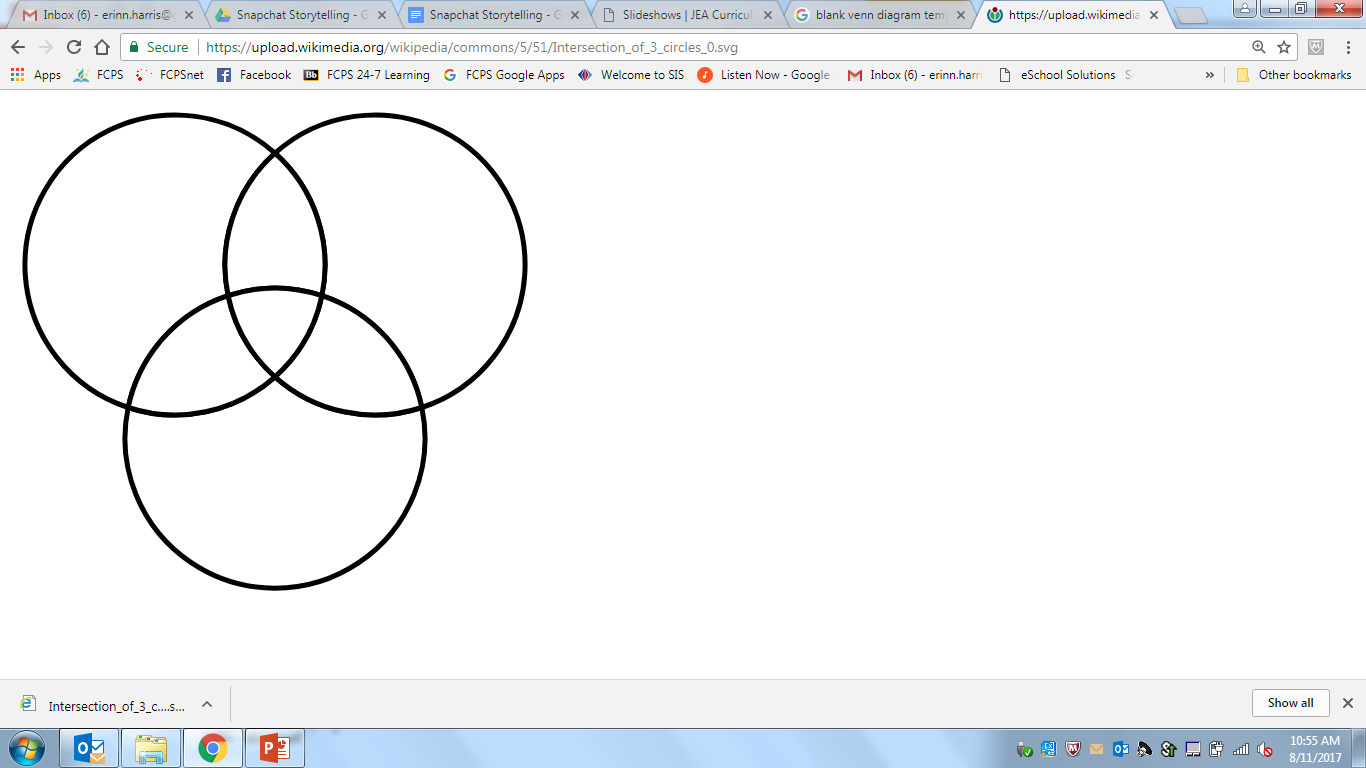 Inbox (6) - erinn.harris@
Snapchat Storytelling - G
Snapchat Storytelling - G
Slideshows | JEA Curricul
blank venn diagram tem
https://upload.wikimedia
Secure https://upload.wikimedia.org/wikipedia/commons/5/51/Intersection_of_3_circles_0.svg
Apps FCPS FCPSnet Facebook Bb FCPS 24-7 Learning FCPS Google Apps Welcome to SIS Listen Now - Google Inbox (6) - erinn.harri eSchool Solutions S » Other bookmarks
Intersection_of_3_c....s...
Show all
10:55 AM
8/11/2017